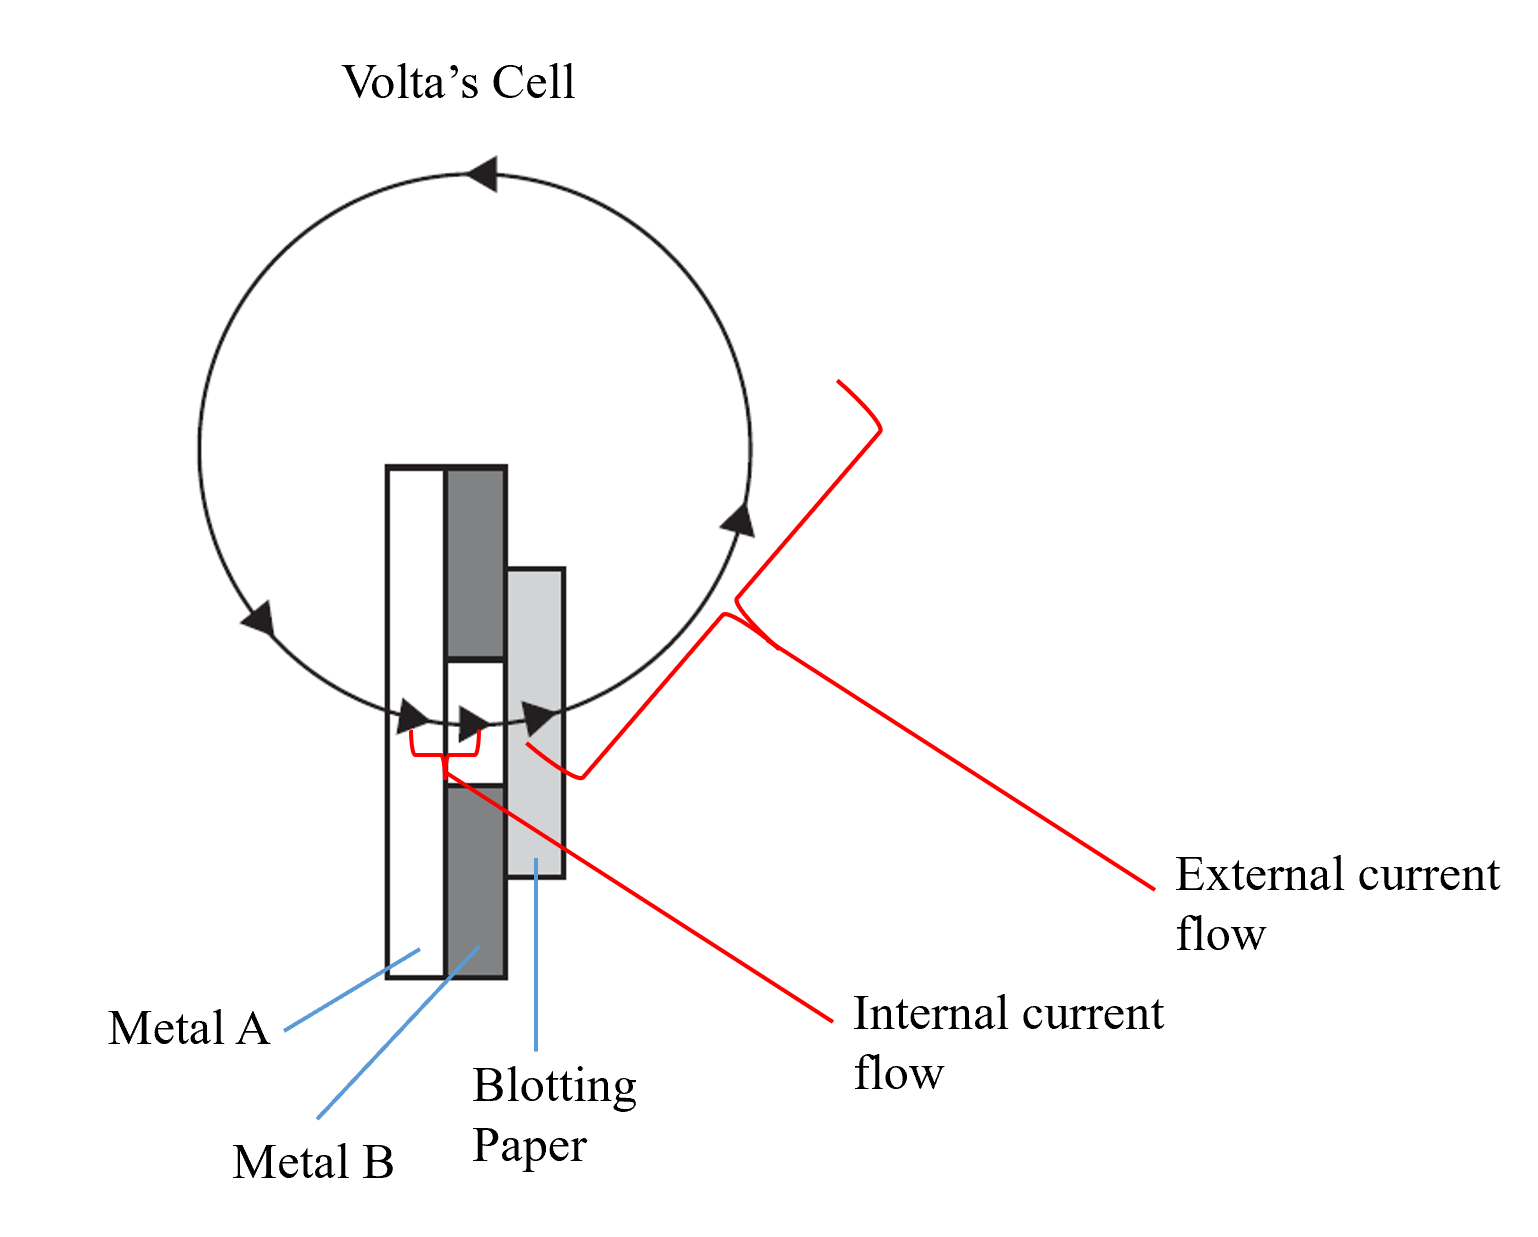 Volta’s Cell
External current
flow
Internal current
flow
Metal A
Blotting
Paper
Metal B